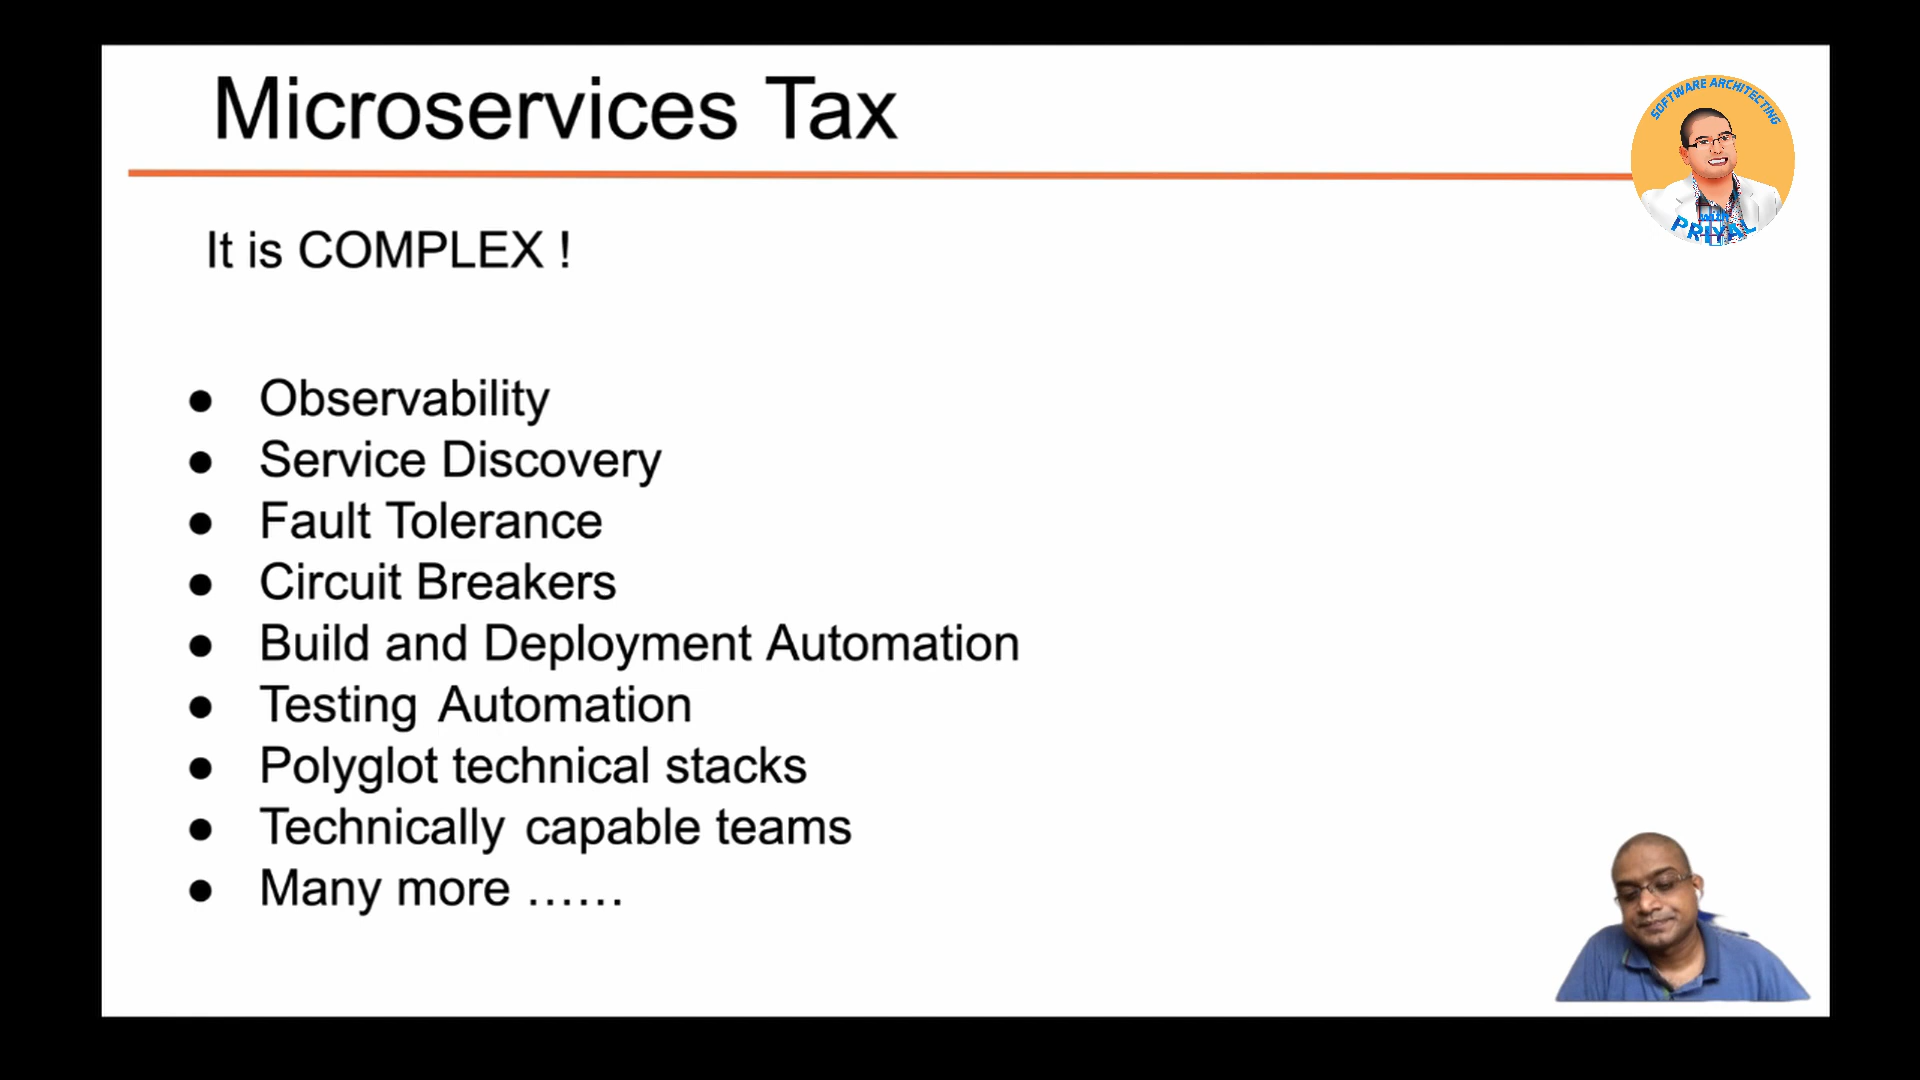 Microservices Tax
SOFTWARE ARCHITECTING
PRIYAL
It is COMPLEX !
● Observability
● Service Discovery
● Fault Tolerance
● Circuit Breakers
● Build and Deployment Automation
● Testing Automation
● Polyglot technical stacks
● Technically capable teams
● Many more ......